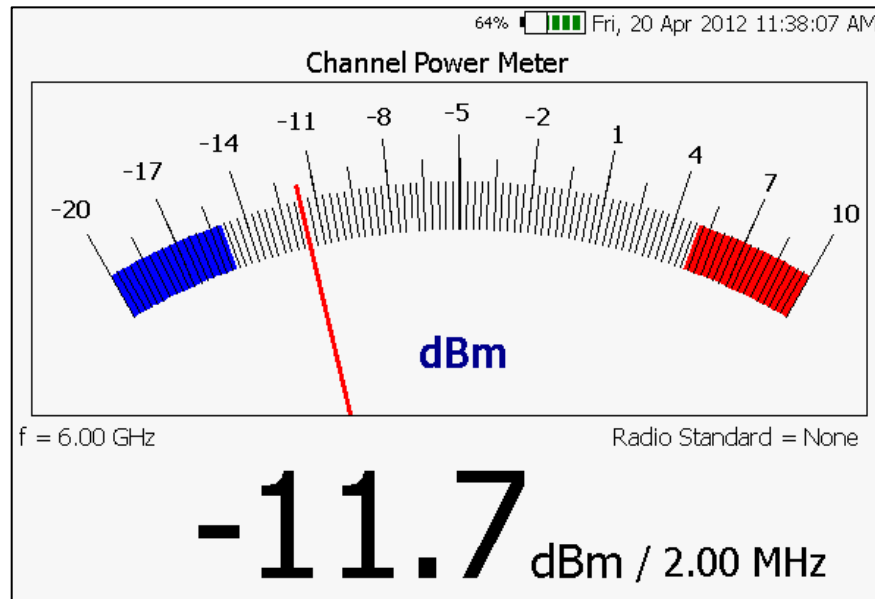 64% Fri, 20 Apr 2012 11:38:07 AM
Channel Power Meter
-20 -17 -14 -11 -8 -5 -2 1 4 7 10
dBm
f = 6.00 GHz Radio Standard = None
-11.7 dBm / 2.00 MHz